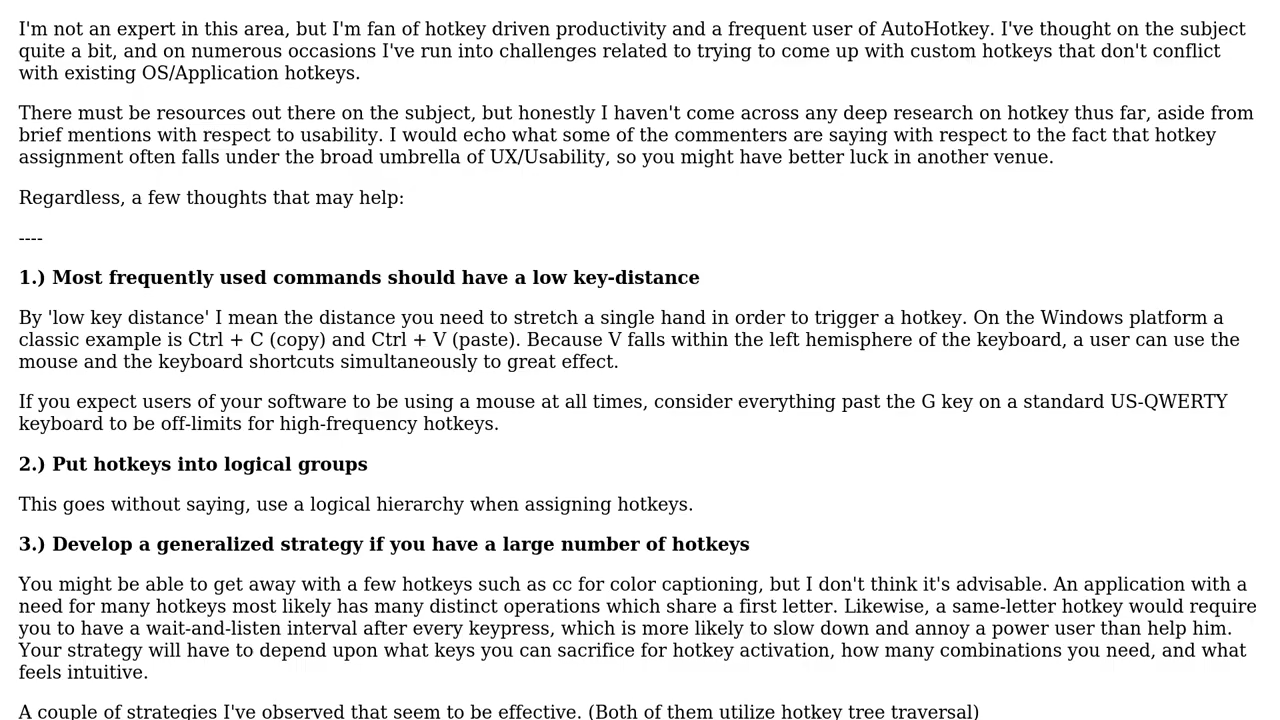 I'm not an expert in this area, but I'm fan of hotkey driven productivity and a frequent user of AutoHotkey. I've thought on the subject
quite a bit, and on numerous occasions I've run into challenges related to trying to come up with custom hotkeys that don't conflict
with existing OS/Application hotkeys.
There must be resources out there on the subject, but honestly I haven't come across any deep research on hotkey thus far, aside from
brief mentions with respect to usability. I would echo what some of the commenters are saying with respect to the fact that hotkey
assignment often falls under the broad umbrella of UX/Usability, so you might have better luck in another venue.
Regardless, a few thoughts that may help:
----
1.) Most frequently used commands should have a low key-distance
By 'low key distance' I mean the distance you need to stretch a single hand in order to trigger a hotkey. On the Windows platform a
classic example is Ctrl + C (copy) and Ctrl + V (paste). Because V falls within the left hemisphere of the keyboard, a user can use the
mouse and the keyboard shortcuts simultaneously to great effect.
If you expect users of your software to be using a mouse at all times, consider everything past the G key on a standard US-QWERTY
keyboard to be off-limits for high-frequency hotkeys.
2.) Put hotkeys into logical groups
This goes without saying, use a logical hierarchy when assigning hotkeys.
3.) Develop a generalized strategy if you have a large number of hotkeys
You might be able to get away with a few hotkeys such as cc for color captioning, but I don't think it's advisable. An application with a
need for many hotkeys most likely has many distinct operations which share a first letter. Likewise, a same-letter hotkey would require
you to have a wait-and-listen interval after every keypress, which is more likely to slow down and annoy a power user than help him.
Your strategy will have to depend upon what keys you can sacrifice for hotkey activation, how many combinations you need, and what
feels intuitive.
A couple of strategies I've observed that seem to be effective. (Both of them utilize hotkey tree traversal)